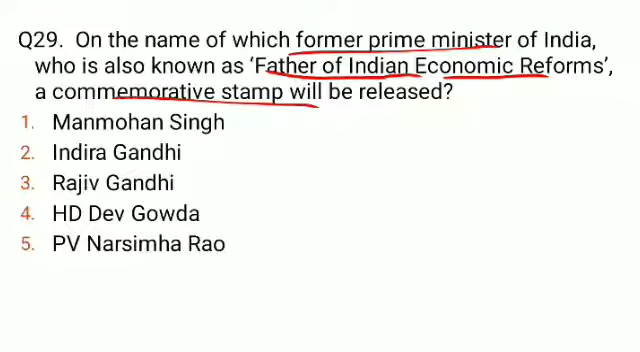 Q29. On the name of which former prime minister of India,
who is also known as ‘Father of Indian Economic Reforms’,
a commemorative stamp will be released?
1. Manmohan Singh
2. Indira Gandhi
3. Rajiv Gandhi
4. HD Dev Gowda
5. PV Narsimha Rao